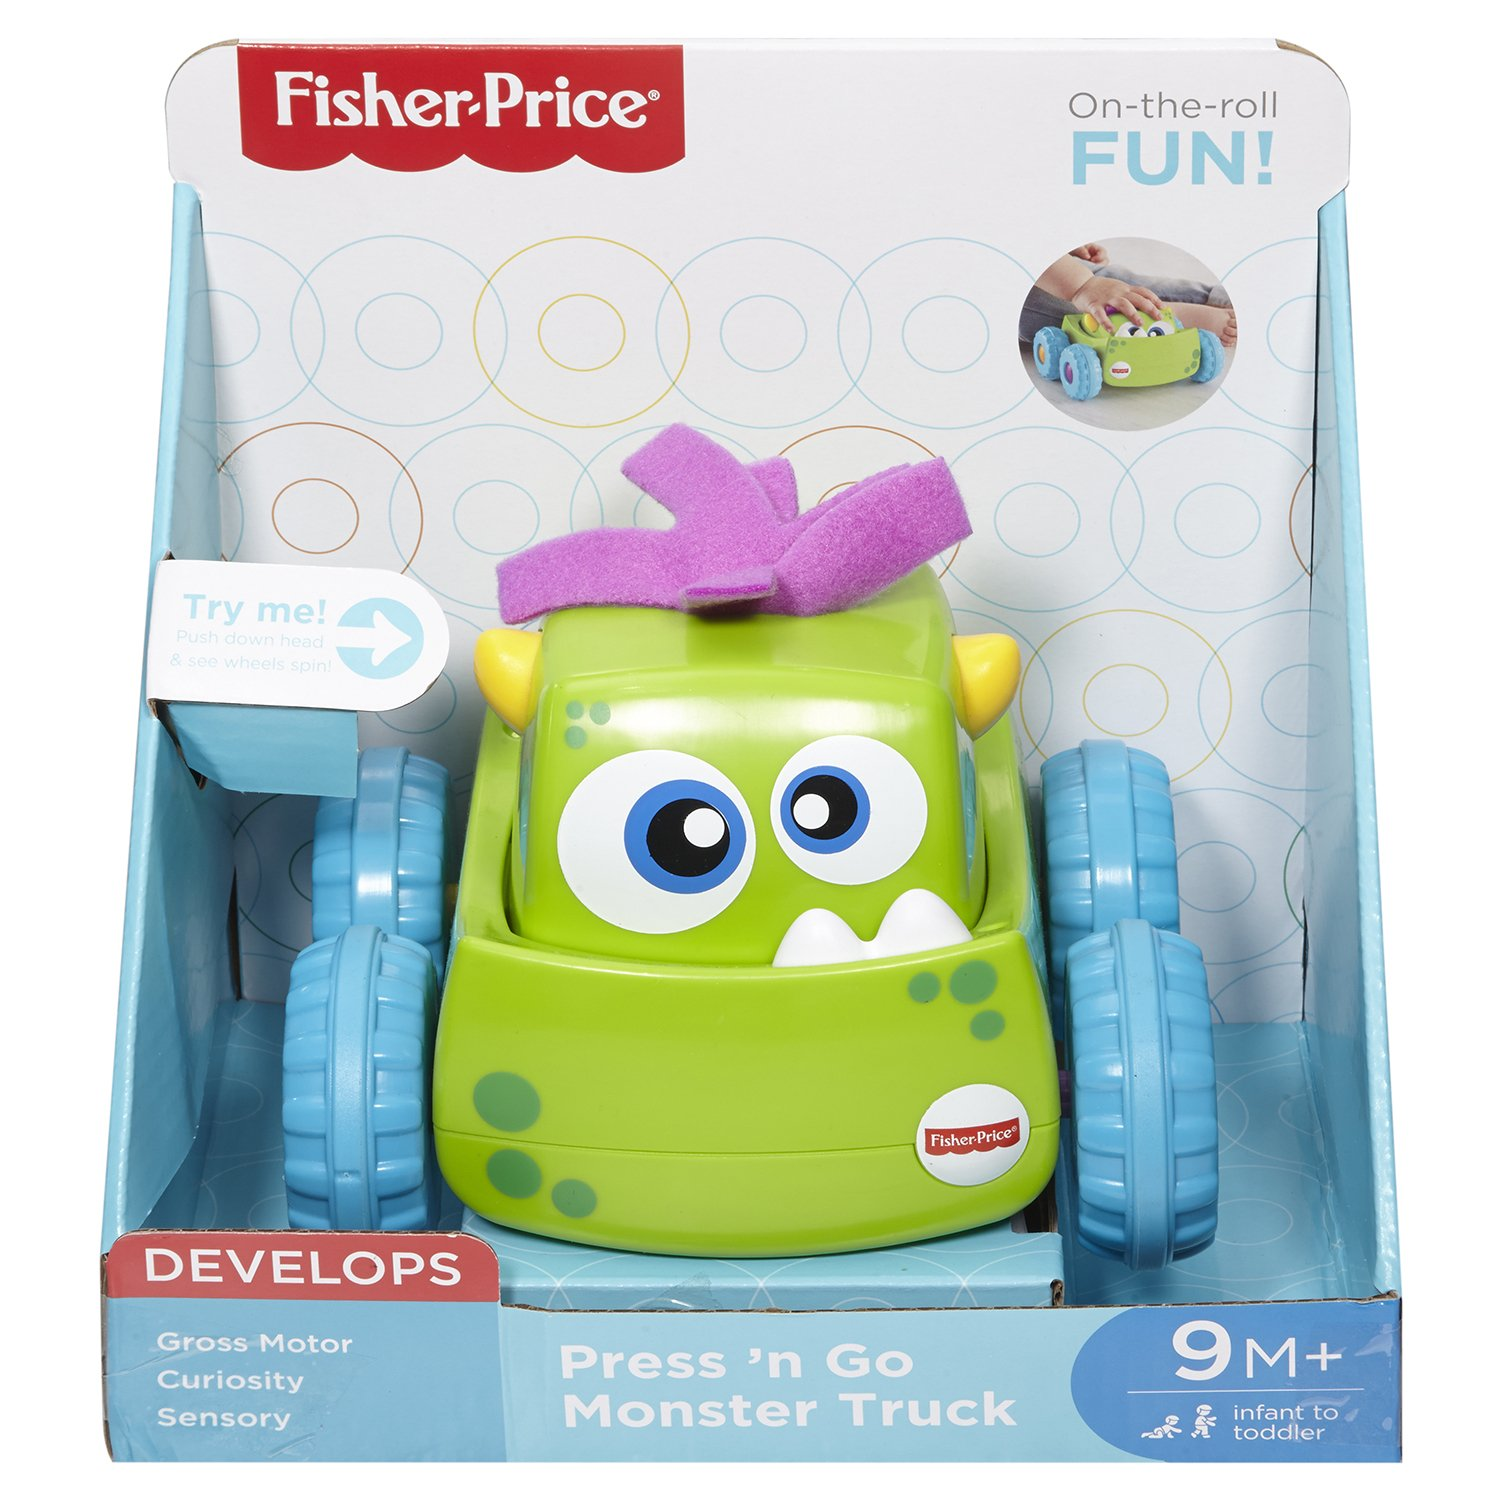 Fisher-Price®
On-the-roll
FUN!
Try me!
Push down head
& see wheels spin!
Fisher-Price®
DEVELOPS
Gross Motor
Curiosity
Sensory
Press 'n Go
Monster Truck
9M+
infant to
toddler